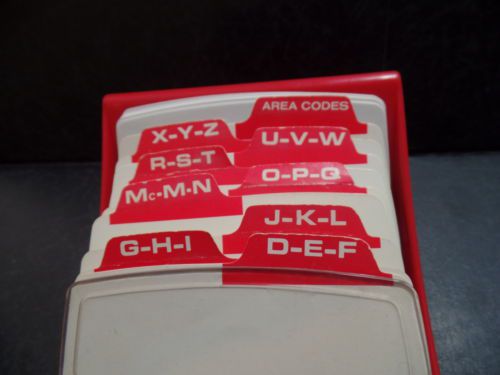 AREA CODES
X-Y-Z
U-V-W
R-S-T
O-P-Q
Mc-M-N
J-K-L
G-H-I
D-E-F